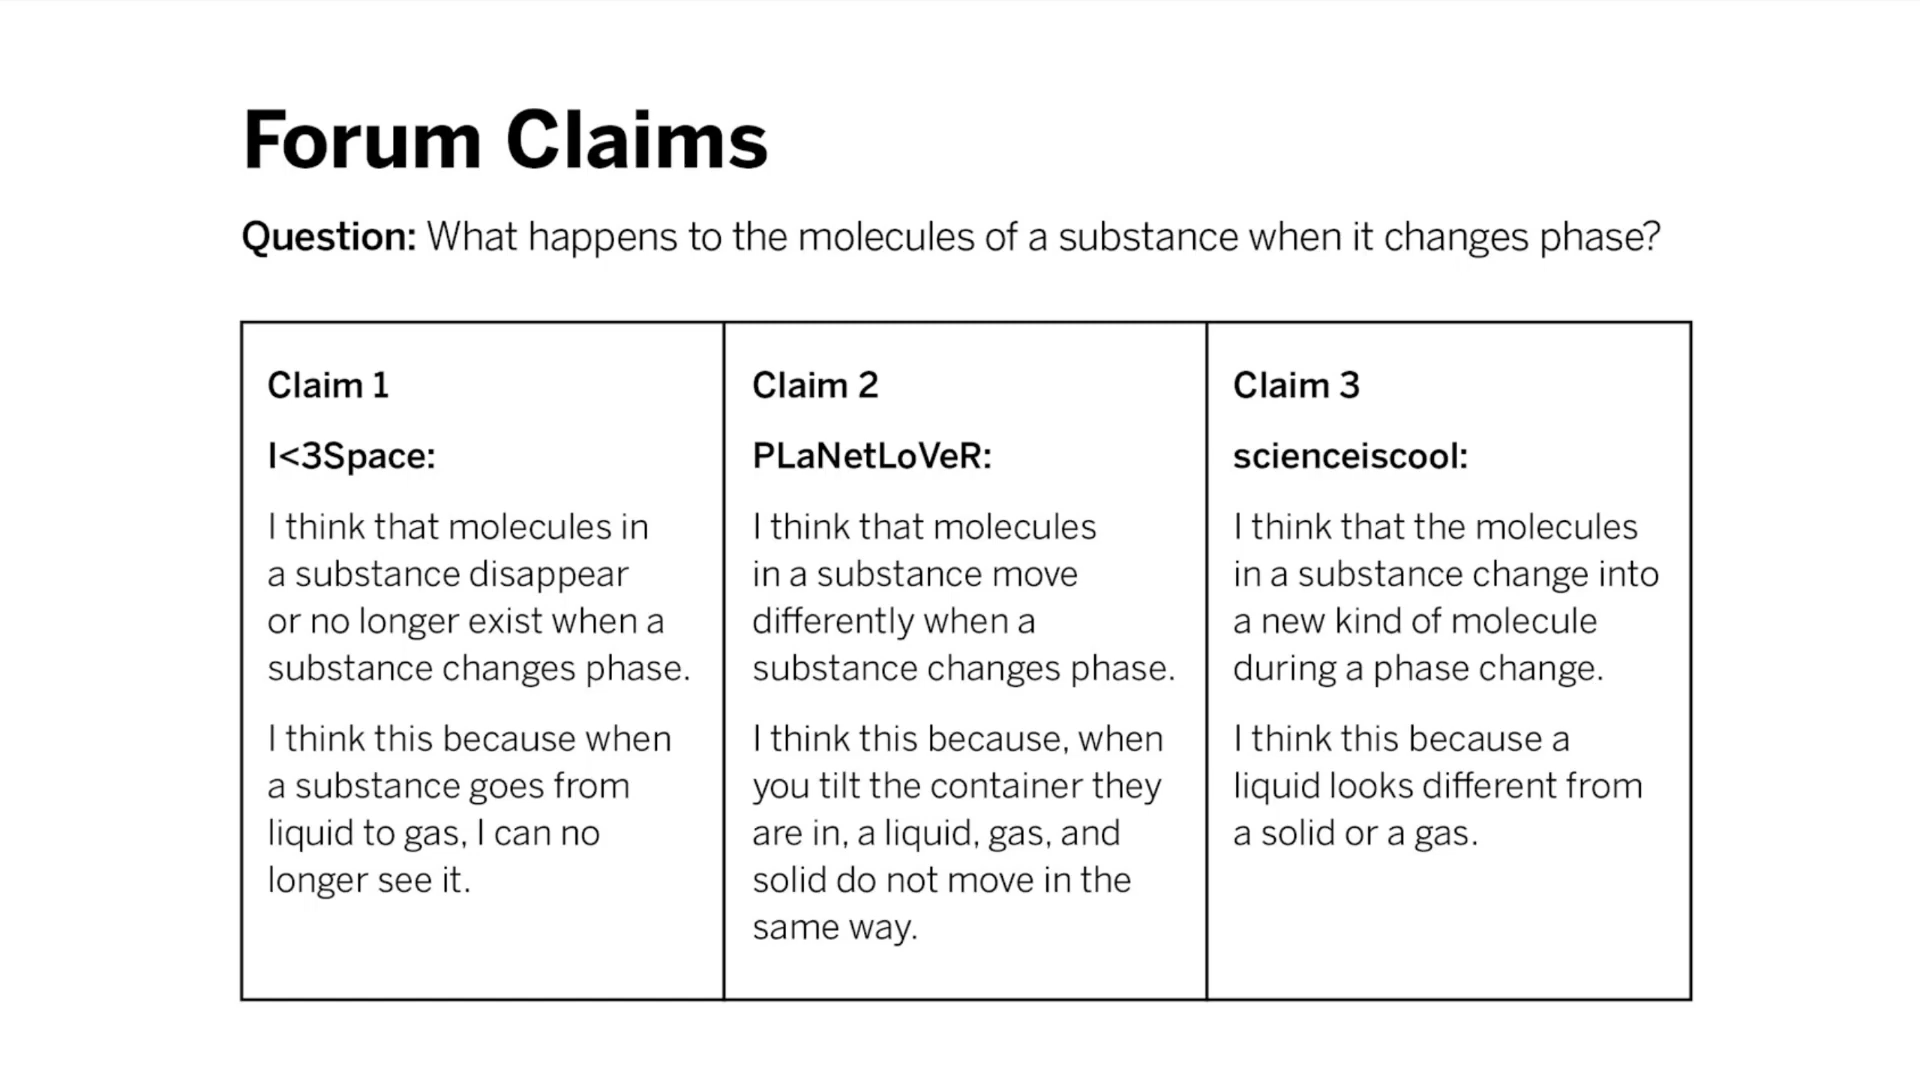 Forum Claims
Question: What happens to the molecules of a substance when it changes phase?
Claim 1
I<3Space:
I think that molecules in
a substance disappear
or no longer exist when a
substance changes phase.
I think this because when
a substance goes from
liquid to gas, I can no
longer see it.
Claim 2
PLaNetLoVeR:
I think that molecules
in a substance move
differently when a
substance changes phase.
I think this because, when
you tilt the container they
are in, a liquid, gas, and
solid do not move in the
same way.
Claim 3
scienceiscool:
I think that the molecules
in a substance change into
a new kind of molecule
during a phase change.
I think this because a
liquid looks different from
a solid or a gas.